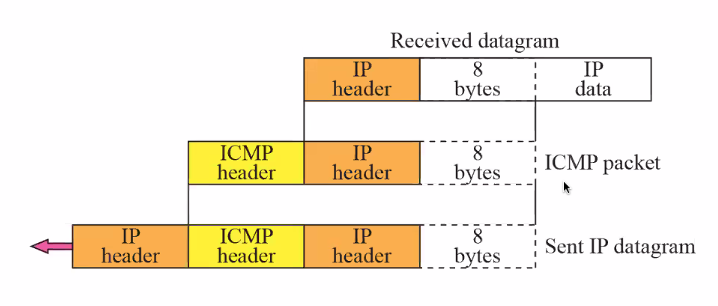 Received datagram
IP header
8 bytes
IP data
ICMP header
IP header
8 bytes
ICMP packet
IP header
ICMP header
IP header
8 bytes
Sent IP datagram